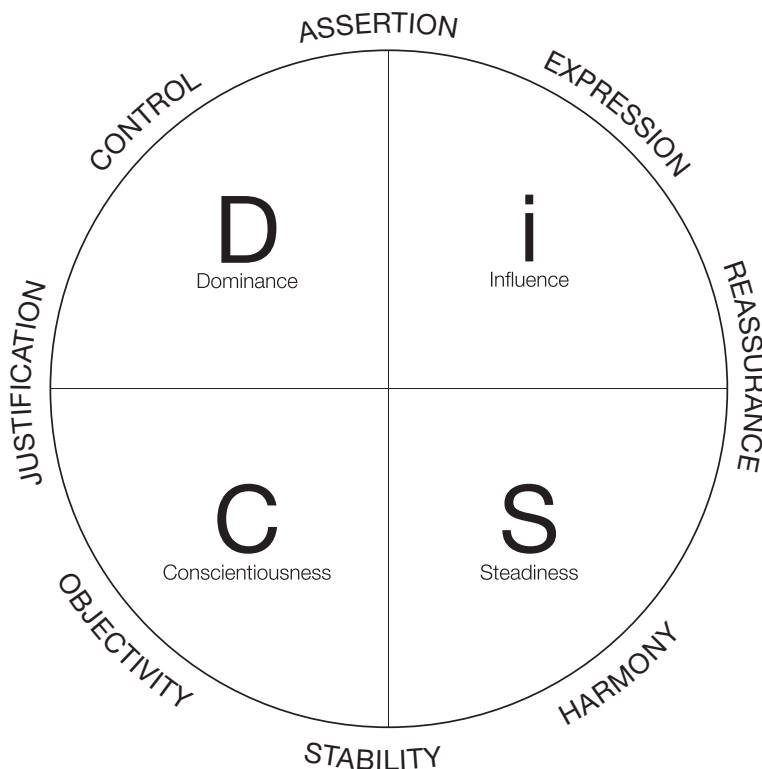 ASSERTION
CONTROL
EXPRESSION
D
Dominance
i
Influence
JUSTIFICATION
REASSURANCE
C
Conscientiousness
S
Steadiness
OBJECTIVITY
HARMONY
STABILITY